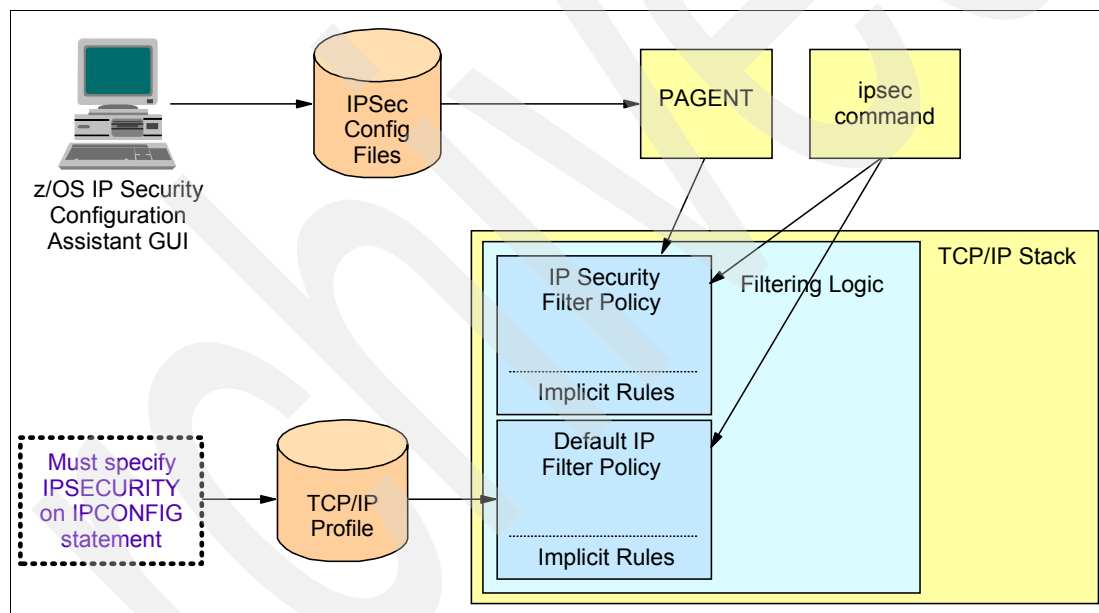 IPSec
Config
Files
PAGENT
ipsec
command
z/OS IP Security
Configuration
Assistant GUI
TCP/IP Stack
IP Security
Filter Policy
Filtering Logic
Implicit Rules
Must specify
IPSECURITY
on IPCONFIG
statement
TCP/IP
Profile
Default IP
Filter Policy
Implicit Rules